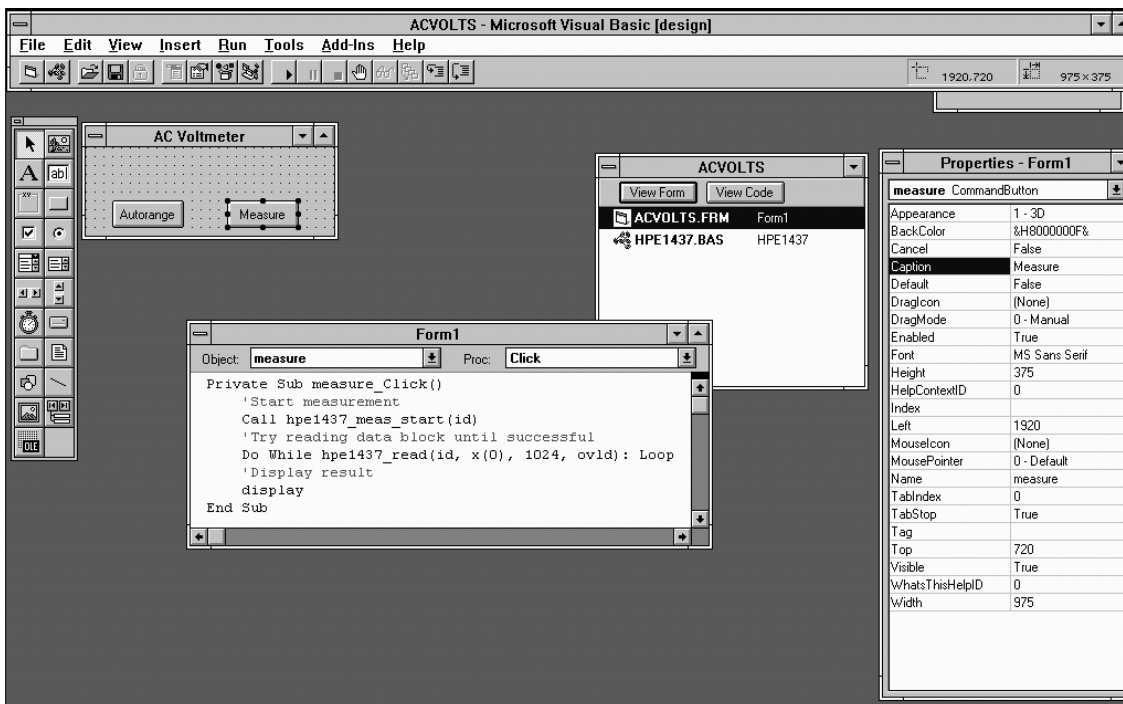 ACVOLTS - Microsoft Visual Basic [design]
File Edit View Insert Run Tools Add-Ins Help
1920,720 975×375
AC Voltmeter
A ab|
XY
Autorange Measure
OLE
ACVOLTS
View Form View Code
ACVOLTS.FRM Form1
HPE1437.BAS HPE1437
Form1
Object: measure Proc: Click
Private Sub measure_Click()
'Start measurement
Call hpe1437_meas_start(id)
'Try reading data block until successful
Do While hpe1437_read(id, x(0), 1024, ovld): Loop
'Display result
display
End Sub
Properties - Form1
measure CommandButton
Appearance 1 - 3D
BackColor &H8000000F&
Cancel False
Caption Measure
Default False
DragIcon (None)
DragMode 0 - Manual
Enabled True
Font MS Sans Serif
Height 375
HelpContextID 0
Index
Left 1920
MouseIcon (None)
MousePointer 0 - Default
Name measure
TabIndex 0
TabStop True
Tag
Top 720
Visible True
WhatsThisHelpID 0
Width 975